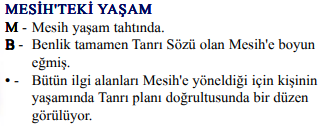 MESİH'TEKİ YAŞAM
M - Mesih yaşam tahtında.
B - Benlik tamamen Tanrı Sözü olan Mesih'e boyun
eğmiş.
• - Bütün ilgi alanları Mesih'e yöneldiği için kişinin
yaşamında Tanrı planı doğrultusunda bir düzen
görülüyor.